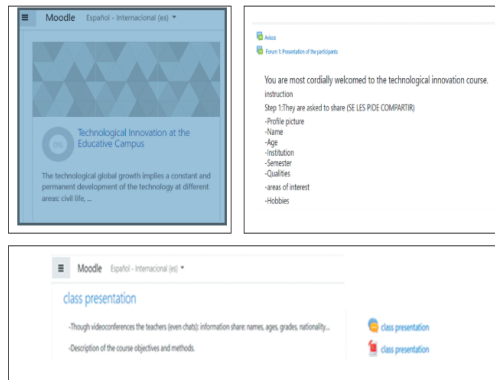 Moodle Español - Internacional (es)
0%
Technological Innovation at the
Educative Campus
The technological global growth implies a constant and
permanent development of the technology at different
areas: civil life, ...
Avisos
Forum 1: Presentation of the participants
You are most cordially welcomed to the technological innovation course.
instruction
Step 1:They are asked to share (SE LES PIDE COMPARTIR)
-Profile picture
-Name
-Age
-Institution
-Semester
-Qualities
-areas of interest
-Hobbies
Moodle Español - Internacional (es)
class presentation
-Though videoconferences the teachers (even chats): information share: names, ages, grades, nationality...
-Description of the course objectives and methods.
class presentation
class presentation